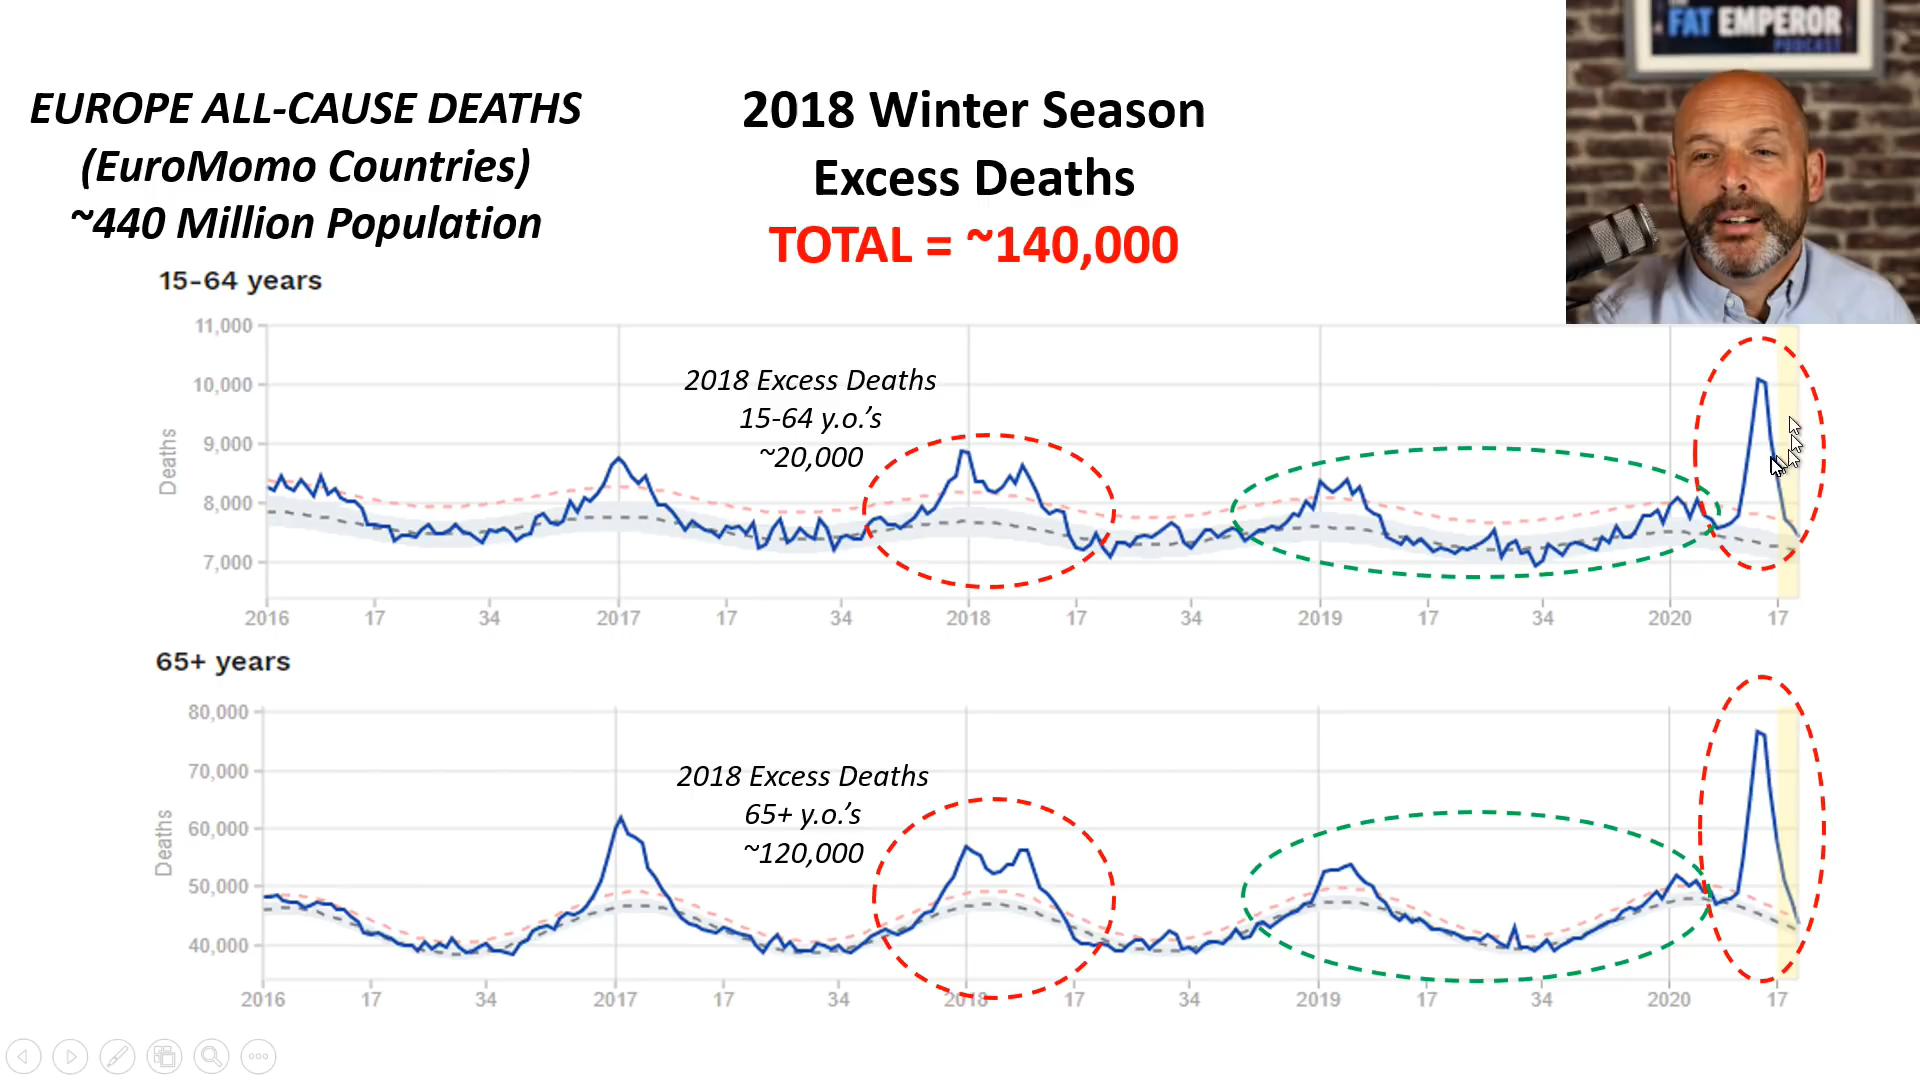 FAT EMPEROR
PODCAST
EUROPE ALL-CAUSE DEATHS
(EuroMomo Countries)
~440 Million Population
2018 Winter Season
Excess Deaths
TOTAL = ~140,000
15-64 years
11,000
10,000
9,000
8,000
7,000
Deaths
2018 Excess Deaths
15-64 y.o.'s
~20,000
2016 17 34 2017 17 34 2018 17 34 2019 17 34 2020 17
65+ years
80,000
70,000
60,000
50,000
40,000
Deaths
2018 Excess Deaths
65+ y.o.'s
~120,000
2016 17 34 2017 17 34 2018 17 34 2019 17 34 2020 17